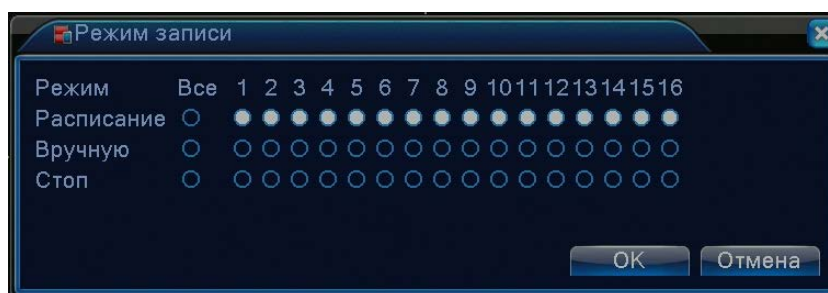 Режим записи
Режим Все 1 2 3 4 5 6 7 8 9 10 11 12 13 14 15 16
Расписание
Вручную
Стоп
OK Отмена